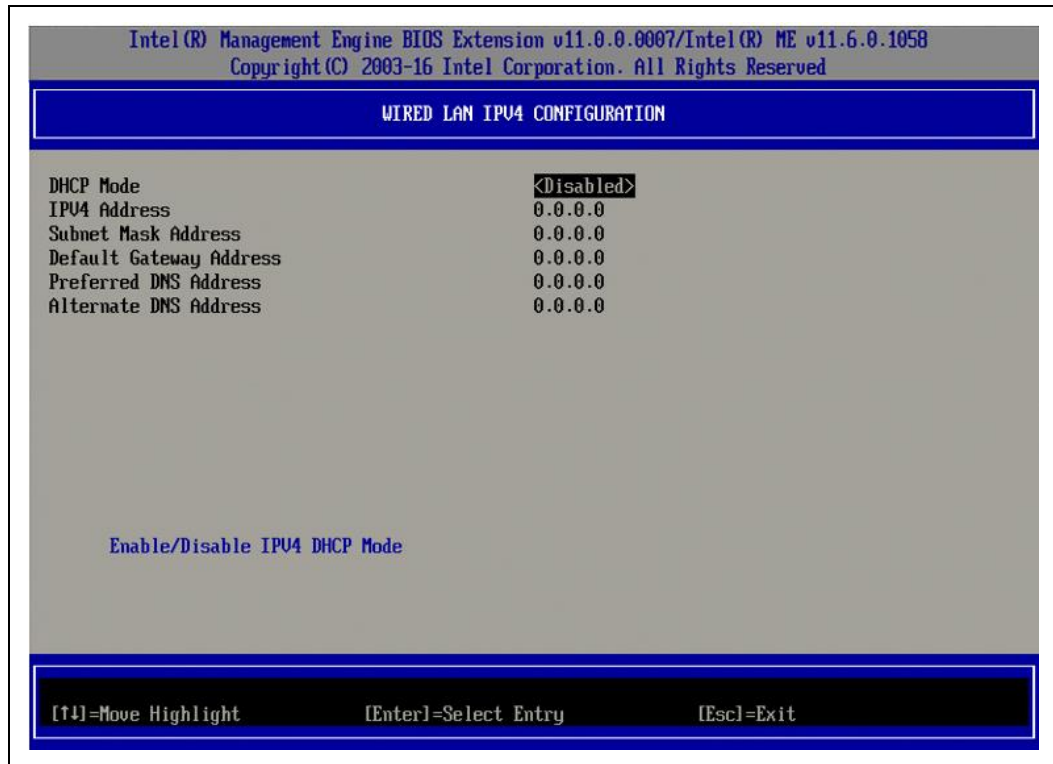 Intel(R) Management Engine BIOS Extension v11.0.0.0007/Intel(R) ME v11.6.0.1058
Copyright(C) 2003-16 Intel Corporation. All Rights Reserved
WIRED LAN IPV4 CONFIGURATION
DHCP Mode <Disabled>
IPV4 Address 0.0.0.0
Subnet Mask Address 0.0.0.0
Default Gateway Address 0.0.0.0
Preferred DNS Address 0.0.0.0
Alternate DNS Address 0.0.0.0
Enable/Disable IPV4 DHCP Mode
[↑↓]=Move Highlight [Enter]=Select Entry [Esc]=Exit